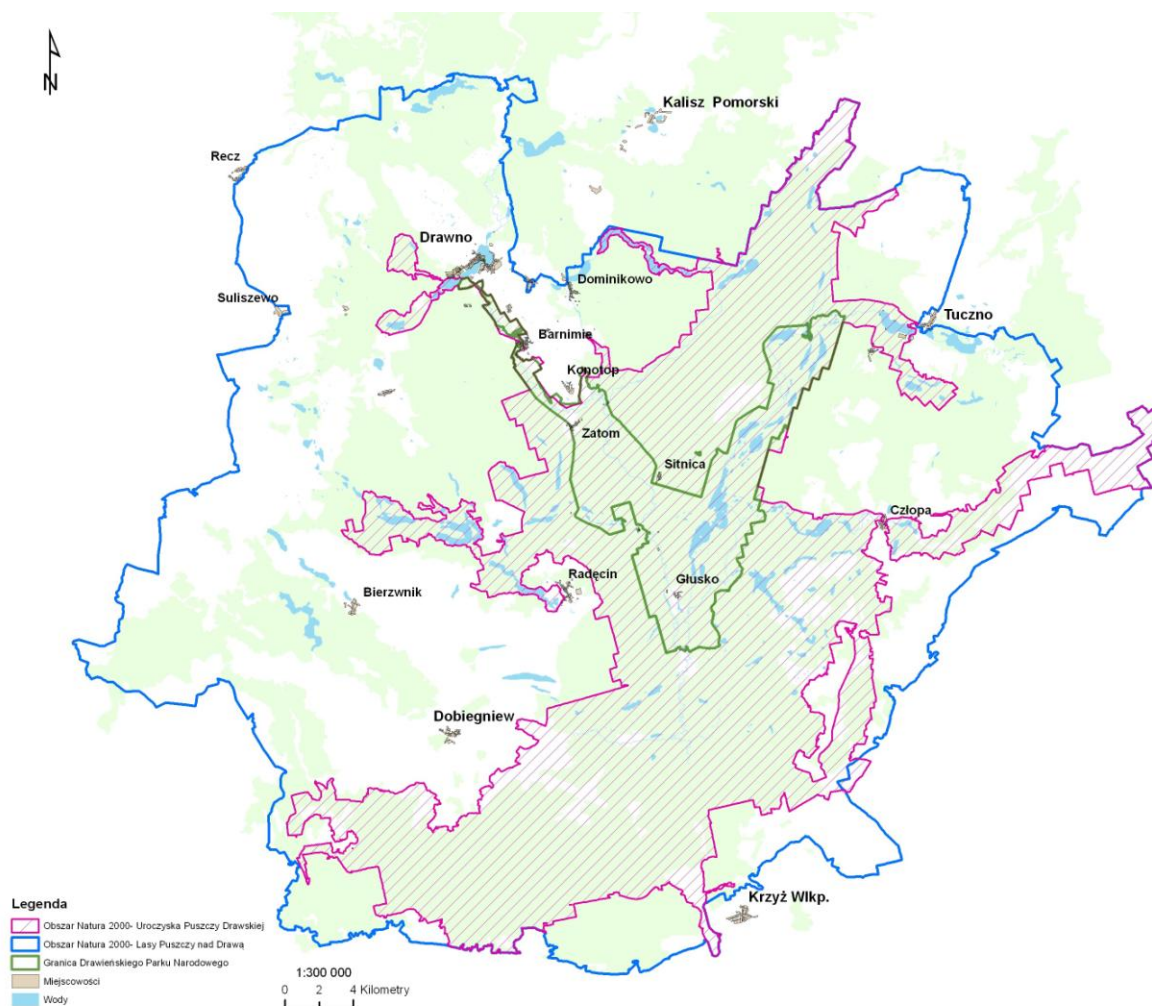 N
Kalisz Pomorski
Recz
Drawno
Dominikowo
Suliszewo
Tuczno
Barnimie
Konotop
Zatom
Sitnica
Człopa
Radęcin
Głusko
Bierzwnik
Dobiegniew
Krzyż Wlkp.
Legenda
Obszar Natura 2000- Uroczyska Puszczy Drawskiej
Obszar Natura 2000- Lasy Puszczy nad Drawą
Granica Drawieńskiego Parku Narodowego
Miejscowości
Wody
1:300 000
0 2 4 Kilometry